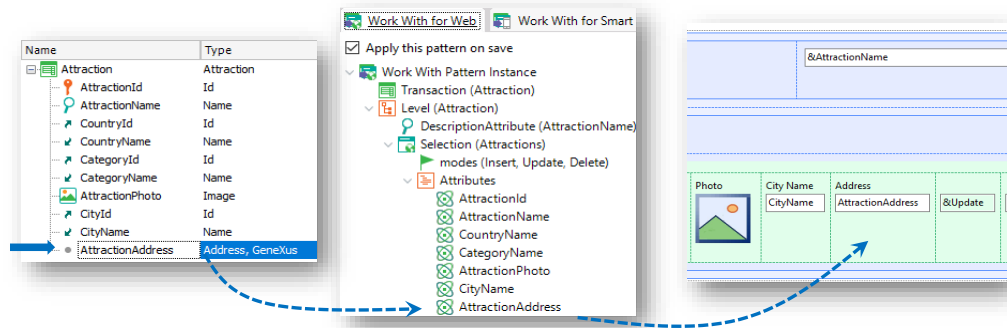 Name Type
Attraction Attraction
AttractionId Id
AttractionName Name
CountryId Id
CountryName Name
CategoryId Id
CategoryName Name
AttractionPhoto Image
CityId Id
CityName Name
AttractionAddress Address, GeneXus
Work With for Web Work With for Smart
Apply this pattern on save
Work With Pattern Instance
Transaction (Attraction)
Level (Attraction)
DescriptionAttribute (AttractionName)
Selection (Attractions)
modes (Insert, Update, Delete)
Attributes
AttractionId
AttractionName
CountryName
CategoryName
AttractionPhoto
CityName
AttractionAddress
&AttractionName
Photo City Name Address
CityName AttractionAddress &Update